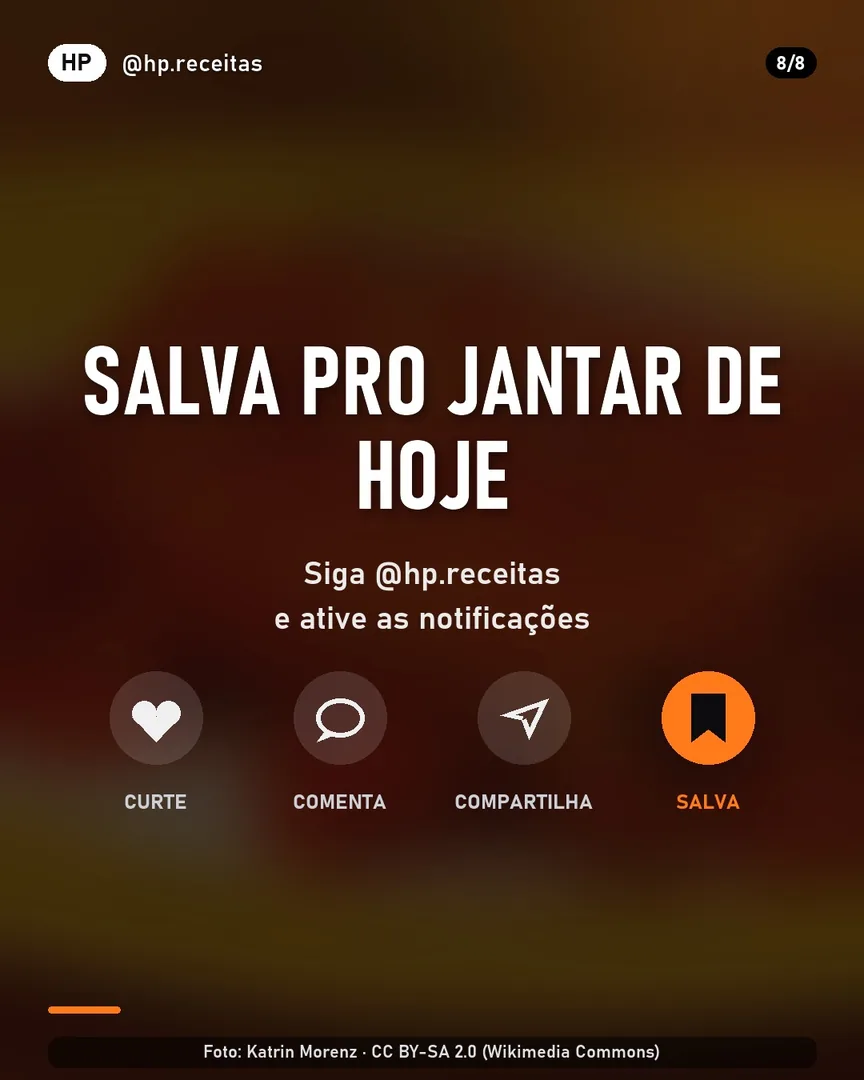 HP @hp.receitas 8/8
SALVA PRO JANTAR DE
HOJE
Siga @hp.receitas
e ative as notificações
CURTE COMENTA COMPARTILHA SALVA
Foto: Katrin Morenz · CC BY-SA 2.0 (Wikimedia Commons)